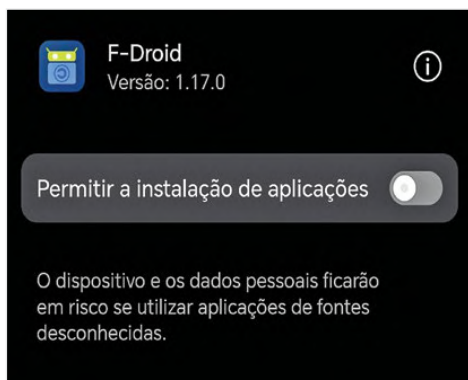 F-Droid
Versão: 1.17.0
Permitir a instalação de aplicações
O dispositivo e os dados pessoais ficarão
em risco se utilizar aplicações de fontes
desconhecidas.